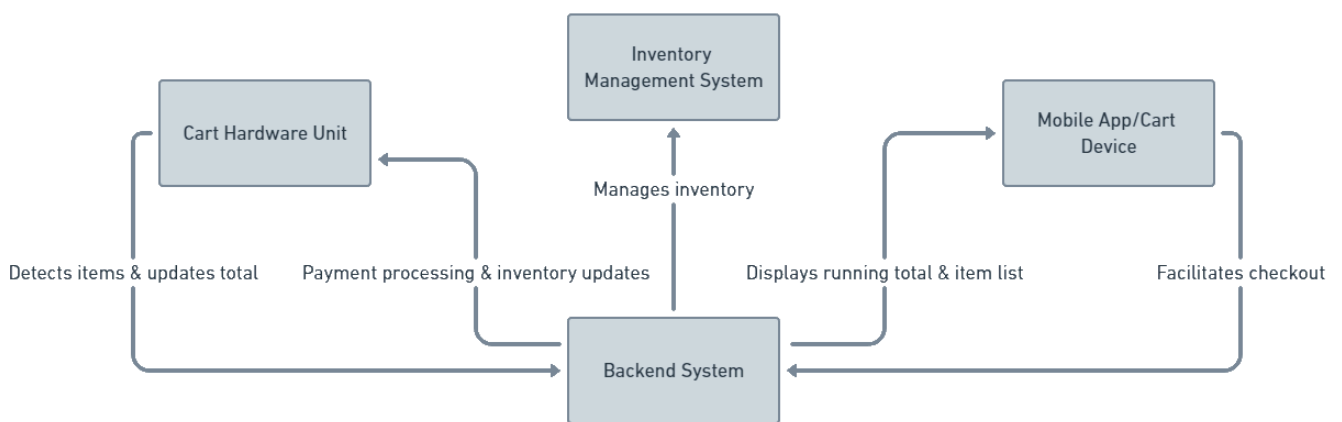 Inventory
Management System
Cart Hardware Unit
Mobile App/Cart
Device
Manages inventory
Detects items & updates total
Payment processing & inventory updates
Displays running total & item list
Facilitates checkout
Backend System